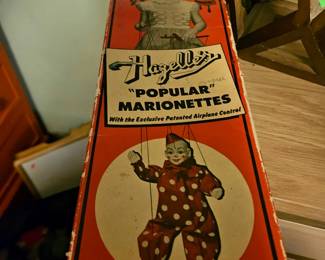 Hazelle's
"POPULAR"
MARIONETTES
With the Exclusive Patented Airplane Control